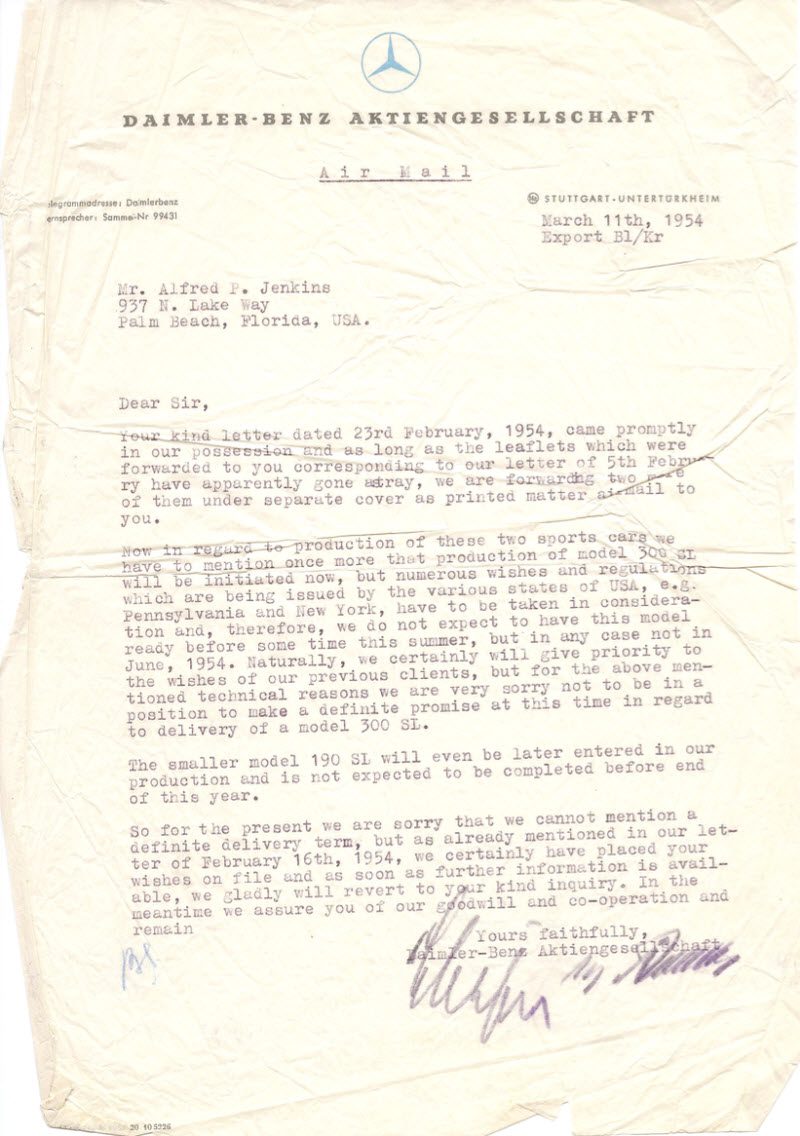 DAIMLER-BENZ AKTIENGESELLSCHAFT
Air Mail
legrammadresse: Daimlerbenz
ernsprecher: Sammel-Nr 99431
STUTTGART-UNTERTÜRKHEIM
March 11th, 1954
Export Bl/Kr
Mr. Alfred P. Jenkins
937 N. Lake Way
Palm Beach, Florida, USA.
Dear Sir,
Your kind letter dated 23rd February, 1954, came promptly
in our possession and as long as the leaflets which were
forwarded to you corresponding to our letter of 5th Febru-
ry have apparently gone astray, we are forwarding two more
of them under separate cover as printed matter airmail to
you.
Now in regard to production of these two sports cars we
have to mention once more that production of model 300 SL
will be initiated now, but numerous wishes and regulations
which are being issued by the various states of USA, e.g.
Pennsylvania and New York, have to be taken in considera-
tion and, therefore, we do not expect to have this model
ready before some time this summer, but in any case not in
June, 1954. Naturally, we certainly will give priority to
the wishes of our previous clients, but for the above men-
tioned technical reasons we are very sorry not to be in a
position to make a definite promise at this time in regard
to delivery of a model 300 SL.
The smaller model 190 SL will even be later entered in our
production and is not expected to be completed before end
of this year.
So for the present we are sorry that we cannot mention a
definite delivery term, but as already mentioned in our let-
ter of February 16th, 1954, we certainly have placed your
wishes on file and as soon as further information is avail-
able, we gladly will revert to your kind inquiry. In the
meantime we assure you of our goodwill and co-operation and
remain
Yours faithfully,
Daimler-Benz Aktiengesellschaft
20 10 5226